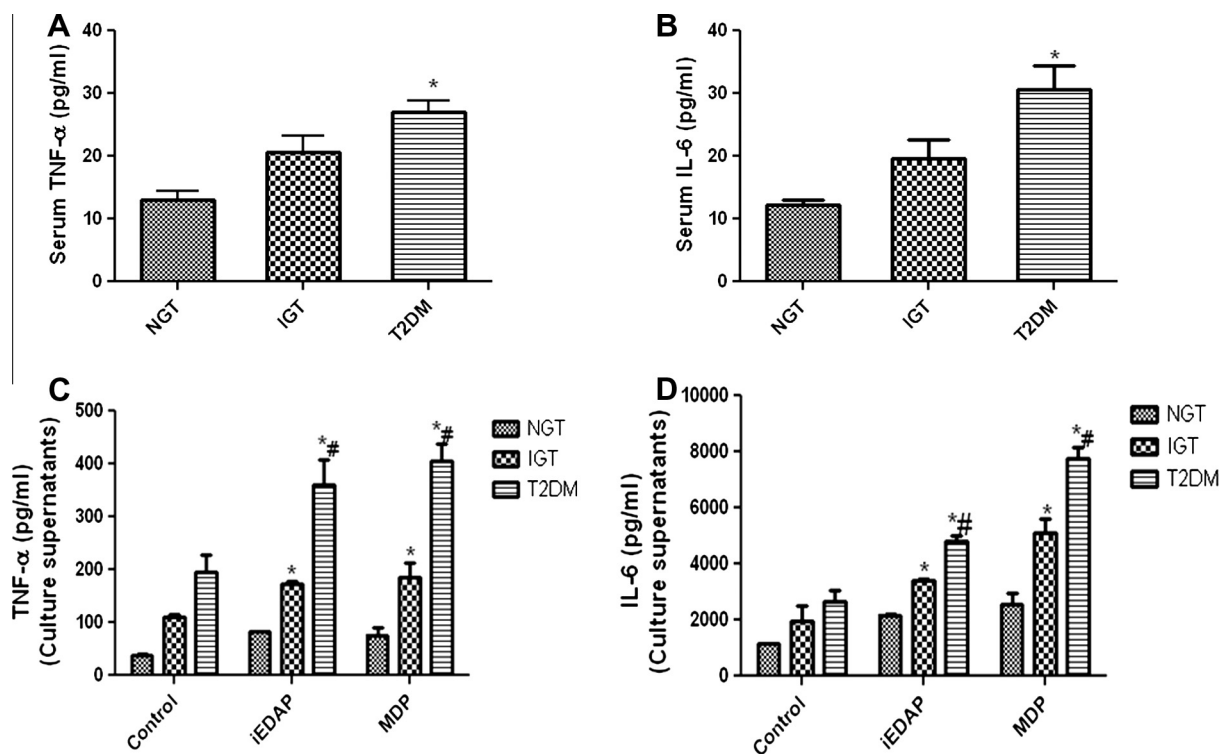 A
Serum TNF-α (pg/ml)
40
30
20
10
0
*
NGT
IGT
T2DM
B
Serum IL-6 (pg/ml)
40
30
20
10
0
*
NGT
IGT
T2DM
C
TNF-α (pg/ml)
(Culture supernatants)
500
400
300
200
100
0
*
*#
*
*#
Control
iEDAP
MDP
NGT
IGT
T2DM
D
IL-6 (pg/ml)
(Culture supernatants)
10000
8000
6000
4000
2000
0
*
*#
*
*#
Control
iEDAP
MDP
NGT
IGT
T2DM